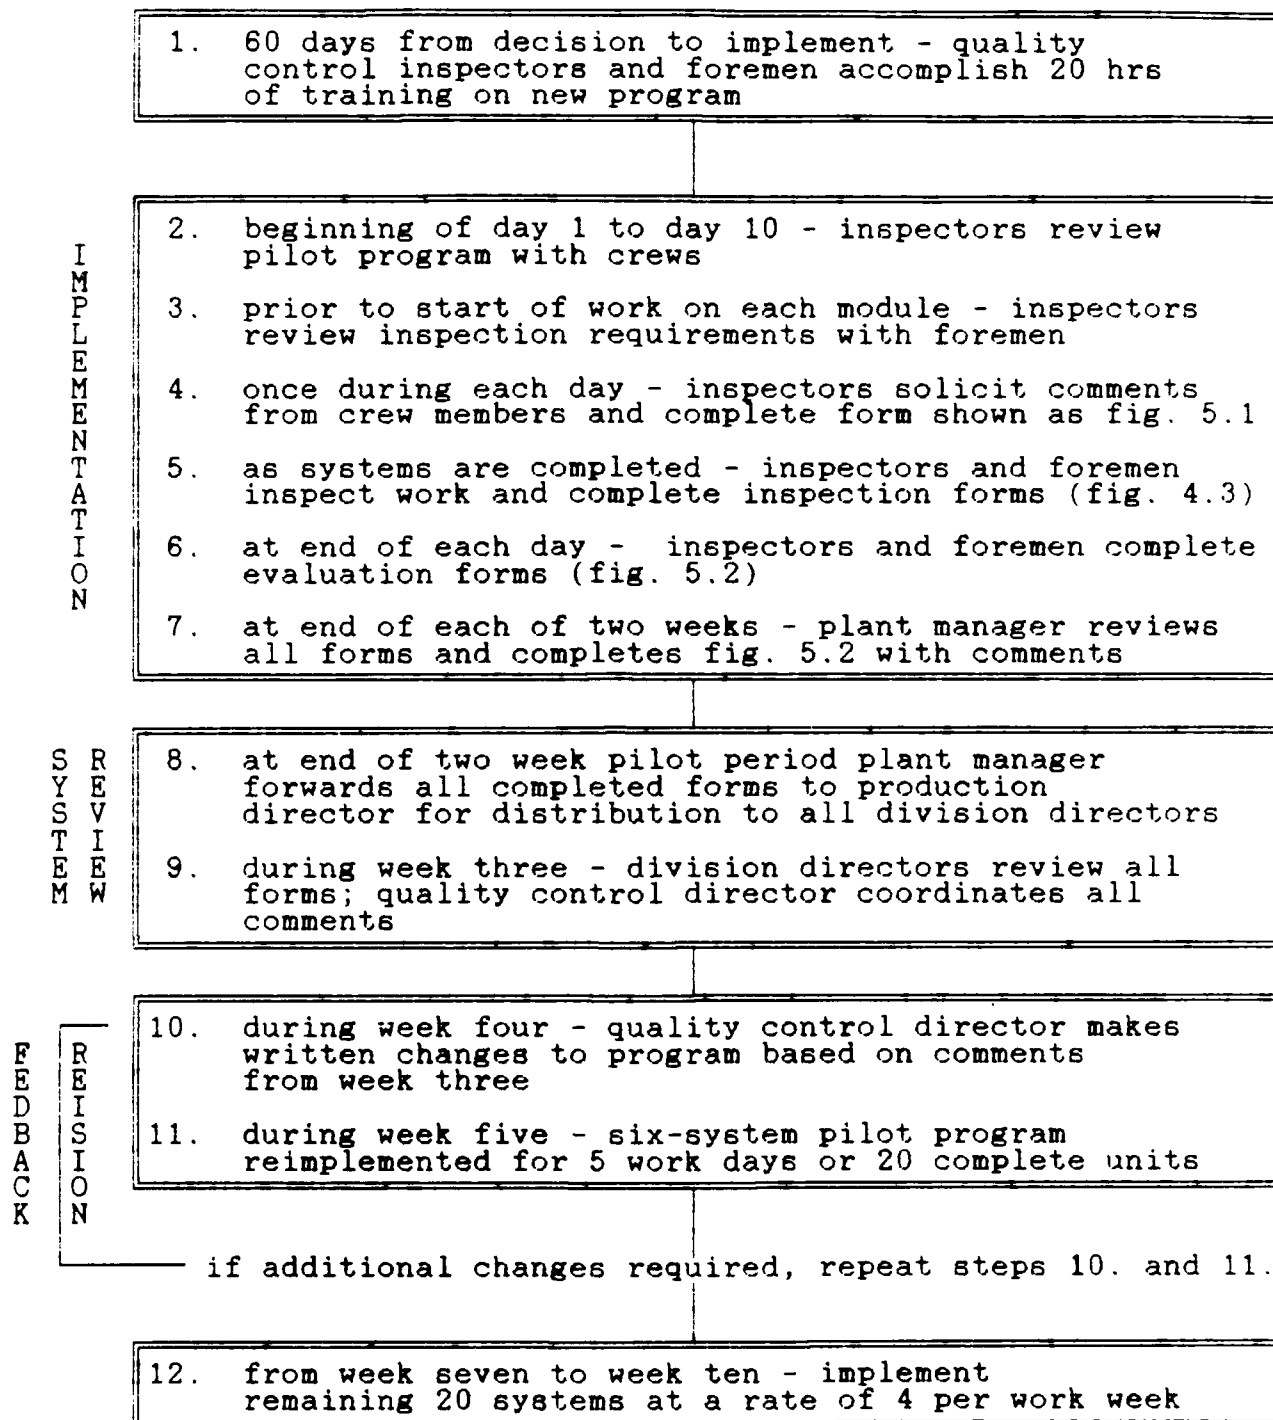 1. 60 days from decision to implement - quality
control inspectors and foremen accomplish 20 hrs
of training on new program
IMPLEMENTATION
2. beginning of day 1 to day 10 - inspectors review
pilot program with crews
3. prior to start of work on each module - inspectors
review inspection requirements with foremen
4. once during each day - inspectors solicit comments
from crew members and complete form shown as fig. 5.1
5. as systems are completed - inspectors and foremen
inspect work and complete inspection forms (fig. 4.3)
6. at end of each day - inspectors and foremen complete
evaluation forms (fig. 5.2)
7. at end of each of two weeks - plant manager reviews
all forms and completes fig. 5.2 with comments
SYSTEM
REVIEW
8. at end of two week pilot period plant manager
forwards all completed forms to production
director for distribution to all division directors
9. during week three - division directors review all
forms; quality control director coordinates all
comments
FEDBACK
REISION
10. during week four - quality control director makes
written changes to program based on comments
from week three
11. during week five - six-system pilot program
reimplemented for 5 work days or 20 complete units
if additional changes required, repeat steps 10. and 11.
12. from week seven to week ten - implement
remaining 20 systems at a rate of 4 per work week